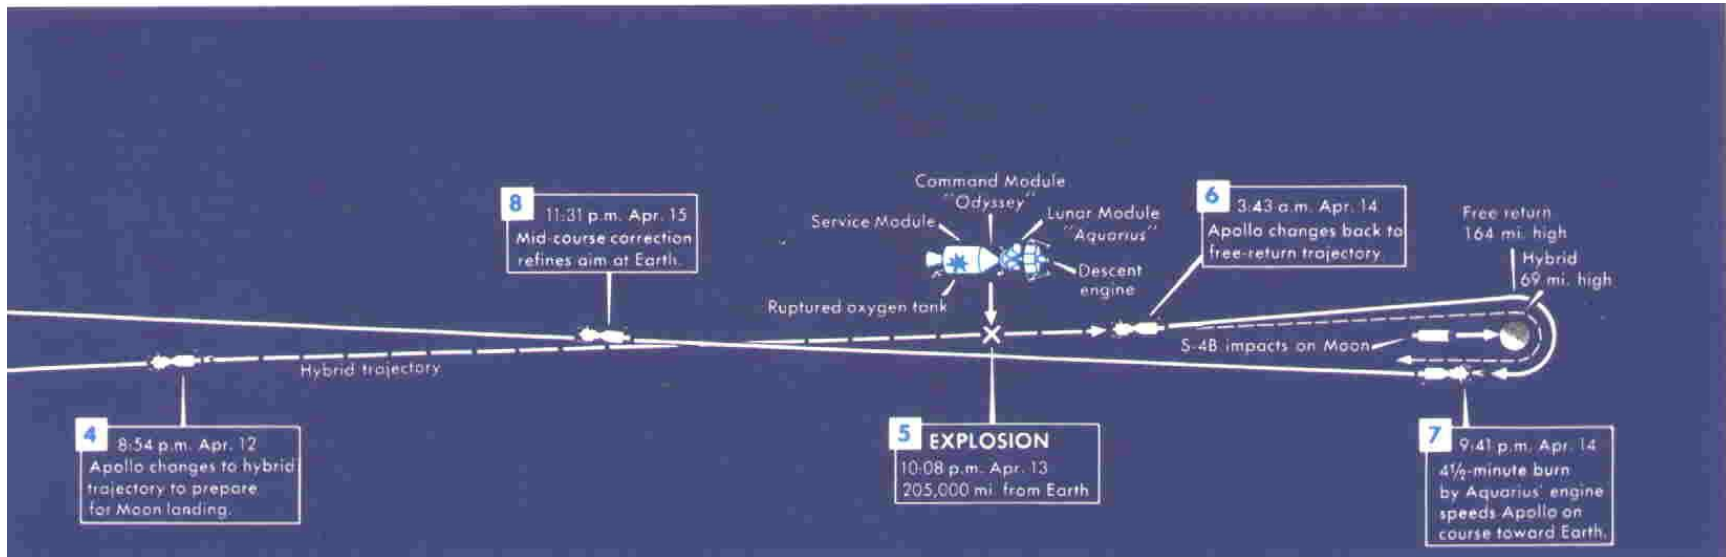 8
11:31 p.m. Apr. 15
Mid-course correction
refines aim at Earth.
Command Module
"Odyssey"
Service Module
Lunar Module
"Aquarius"
Descent
engine
Ruptured oxygen tank
6
3:43 a.m. Apr. 14
Apollo changes back to
free-return trajectory
Free return
164 mi. high
Hybrid
69 mi. high
S-4B impacts on Moon
Hybrid trajectory
4
8:54 p.m. Apr. 12
Apollo changes to hybrid
trajectory to prepare
for Moon landing.
5 EXPLOSION
10:08 p.m. Apr. 13
205,000 mi. from Earth
7
9:41 p.m. Apr. 14
4½-minute burn
by Aquarius' engine
speeds Apollo on
course toward Earth.